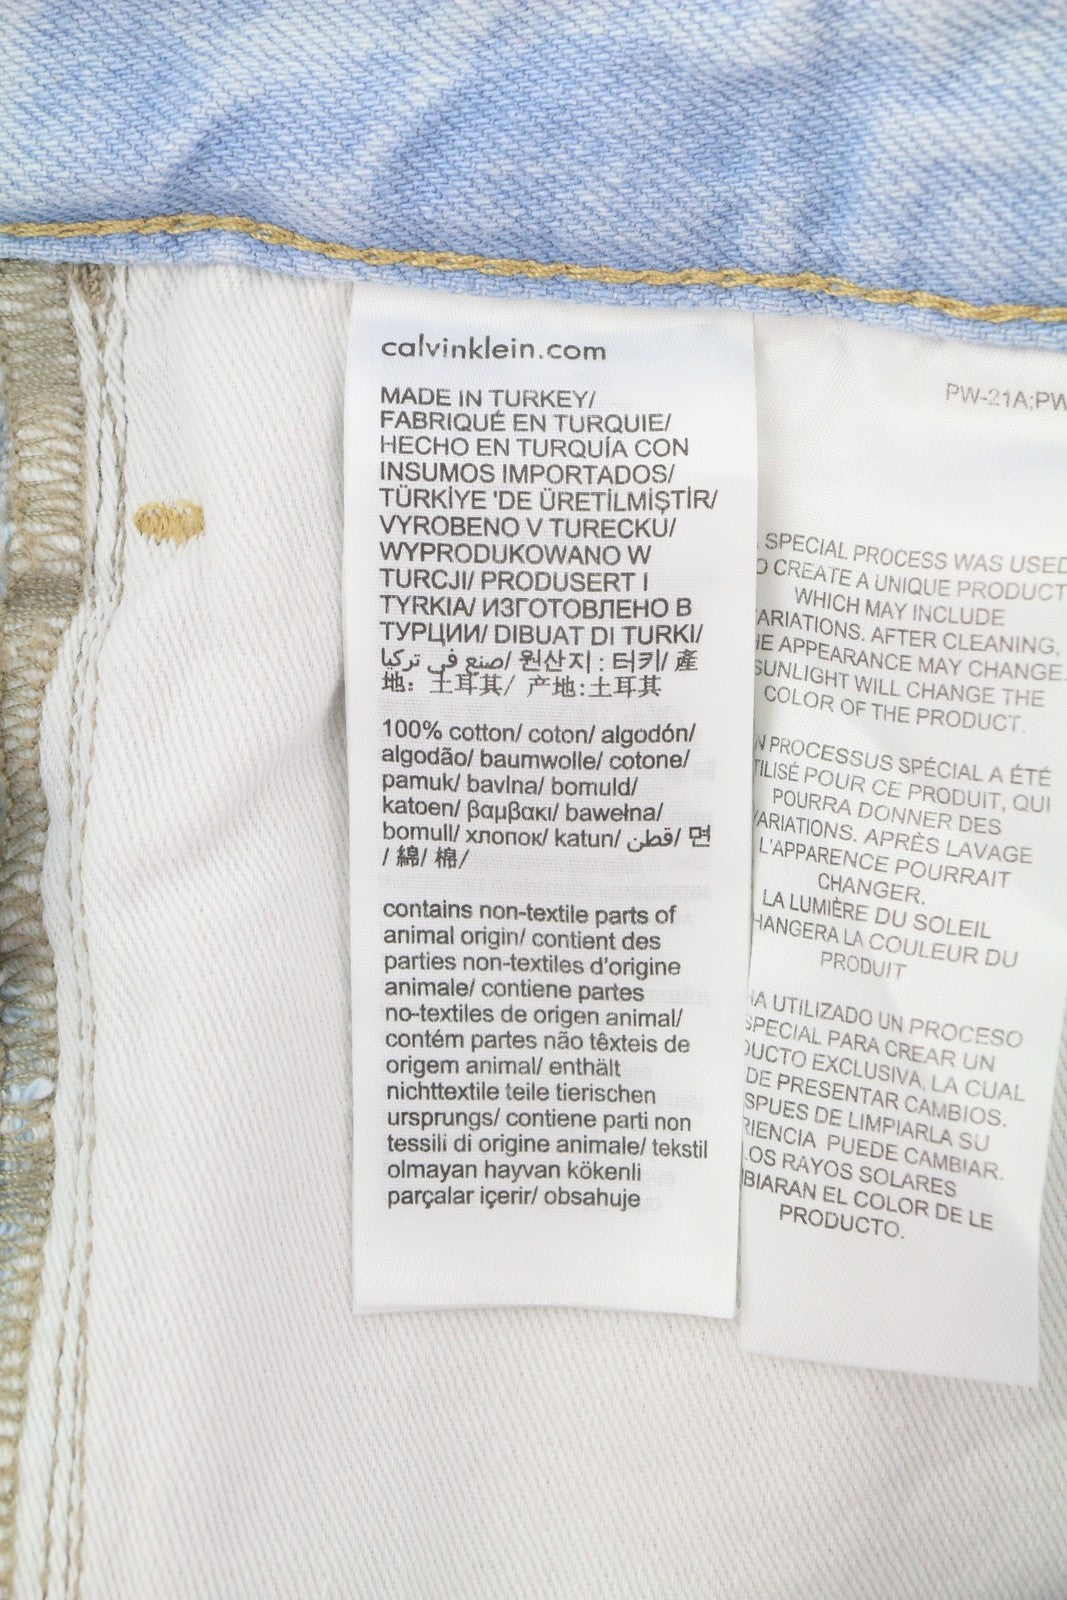 calvinklein.com
MADE IN TURKEY/
FABRIQUÉ EN TURQUIE/
HECHO EN TURQUÍA CON
INSUMOS IMPORTADOS/
TÜRKİYE 'DE ÜRETİLMİŞTİR/
VYROBENO V TURECKU/
WYPRODUKOWANO W
TURCJI/ PRODUSERT I
TYRKIA/ ИЗГОТОВЛЕНО В
ТУРЦИИ/ DIBUAT DI TURKI/
صنع في تركيا/ 원산지 : 터키/ 產
地: 土耳其/ 产地:土耳其
100% cotton/ coton/ algodón/
algodão/ baumwolle/ cotone/
pamuk/ bavlna/ bomuld/
katoen/ βαμβακι/ bawełna/
bomull/ хлопок/ katun/ قطن/ 면
/ 綿/ 棉/
contains non-textile parts of
animal origin/ contient des
parties non-textiles d'origine
animale/ contiene partes
no-textiles de origen animal/
contém partes não têxteis de
origem animal/ enthält
nichttextile teile tierischen
ursprungs/ contiene parti non
tessili di origine animale/ tekstil
olmayan hayvan kökenli
parçalar içerir/ obsahuje
PW-21A;PW
SPECIAL PROCESS WAS USED
O CREATE A UNIQUE PRODUCT
WHICH MAY INCLUDE
ARIATIONS. AFTER CLEANING,
HE APPEARANCE MAY CHANGE.
SUNLIGHT WILL CHANGE THE
COLOR OF THE PRODUCT.
N PROCESSUS SPÉCIAL A ÉTÉ
TILISÉ POUR CE PRODUIT, QUI
POURRA DONNER DES
VARIATIONS. APRÈS LAVAGE
L'APPARENCE POURRAIT
CHANGER.
LA LUMIÈRE DU SOLEIL
HANGERA LA COULEUR DU
PRODUIT
HA UTILIZADO UN PROCESO
SPECIAL PARA CREAR UN
DUCTO EXCLUSIVA, LA CUAL
DE PRESENTAR CAMBIOS.
SPUES DE LIMPIARLA SU
RIENCIA PUEDE CAMBIAR.
LOS RAYOS SOLARES
BIARAN EL COLOR DE LE
PRODUCTO.